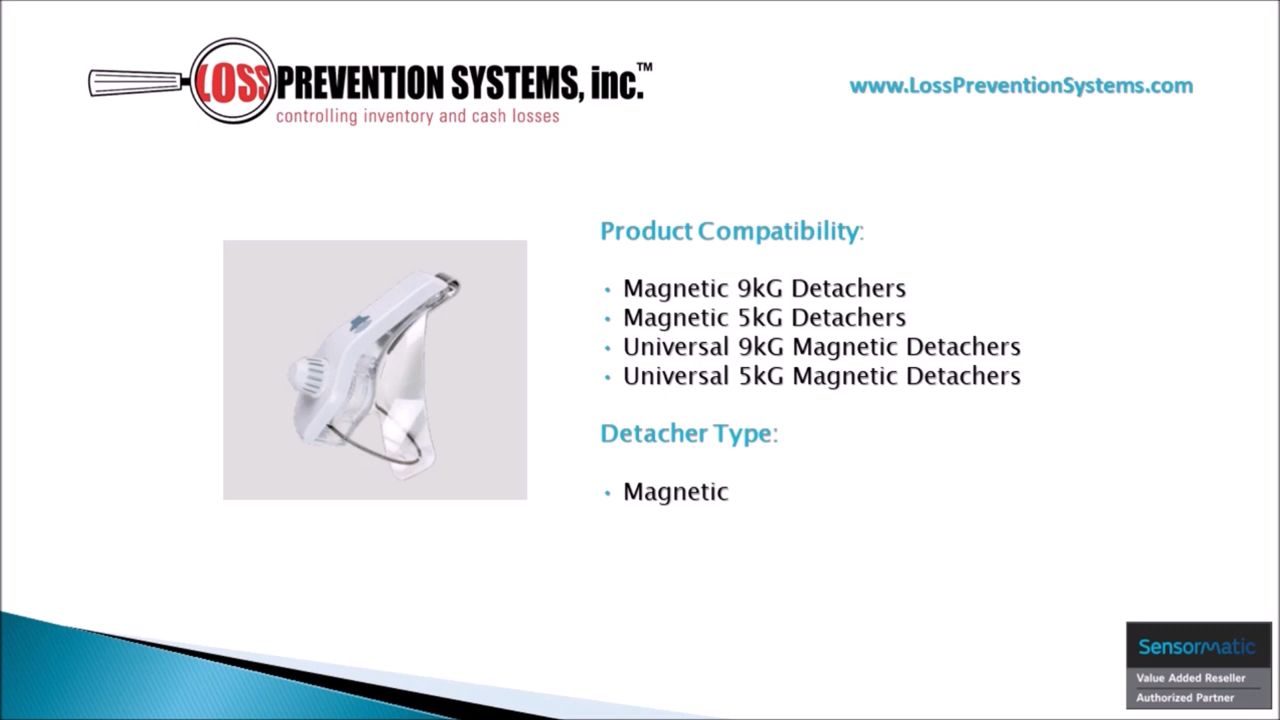 LOSS PREVENTION SYSTEMS, inc.™
controlling inventory and cash losses
www.LossPreventionSystems.com
Product Compatibility:
• Magnetic 9kG Detachers
• Magnetic 5kG Detachers
• Universal 9kG Magnetic Detachers
• Universal 5kG Magnetic Detachers
Detacher Type:
• Magnetic
Sensormatic
Value Added Reseller
Authorized Partner